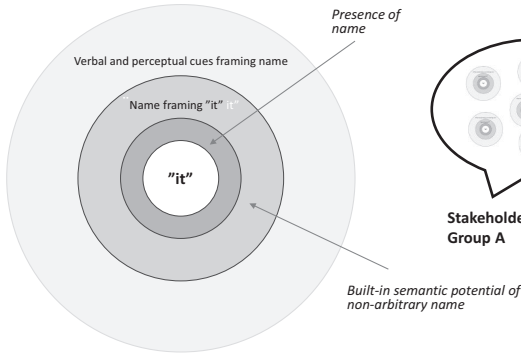 Presence of
name
Verbal and perceptual cues framing name
Name framing ”it” it”
”it”
Stakeholde
Group A
Built-in semantic potential of
non-arbitrary name